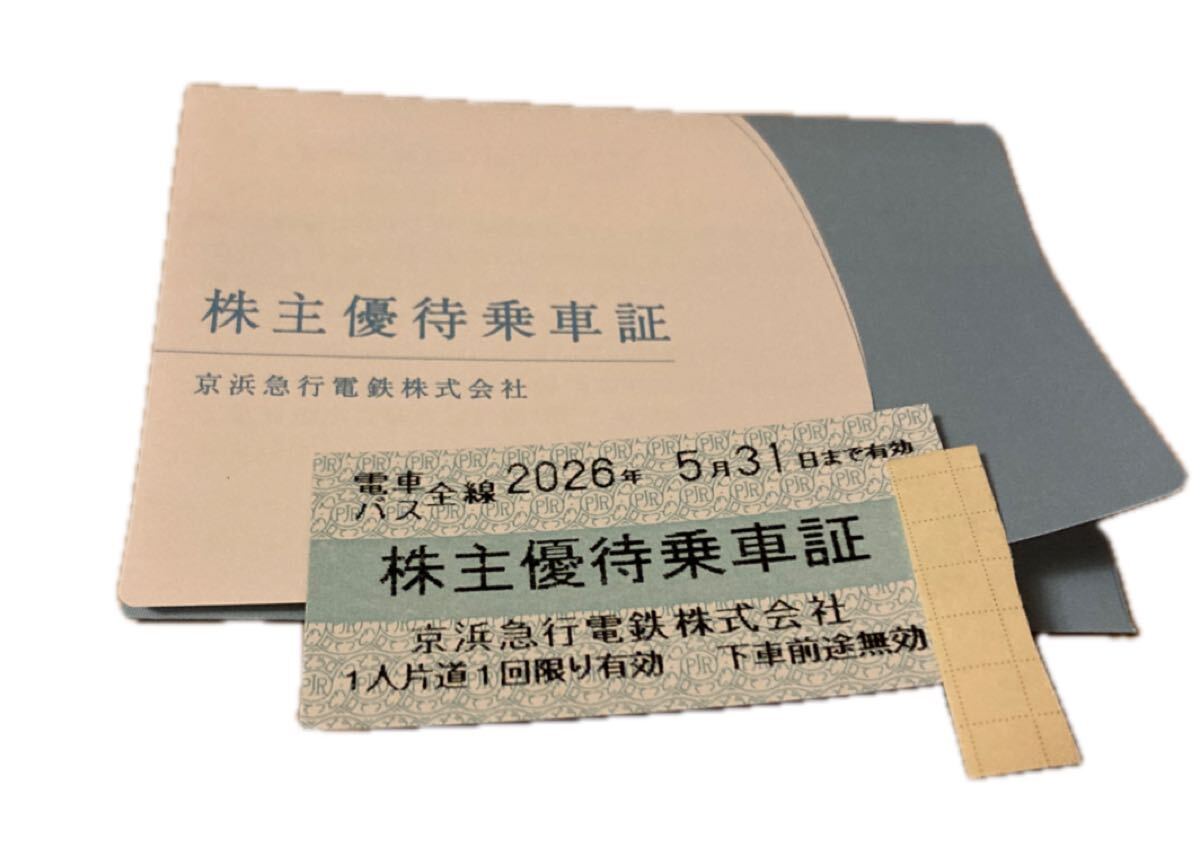 株主優待乗車証
京浜急行電鉄株式会社
電車バス全線 2026年 5月31日まで有効
株主優待乗車証
京浜急行電鉄株式会社
1人片道1回限り有効 下車前途無効